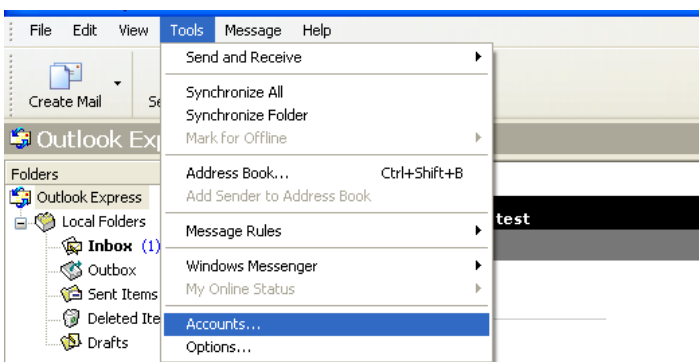 File Edit View Tools Message Help
Send and Receive
Create Mail
Synchronize All
Synchronize Folder
Mark for Offline
Outlook
Folders
Address Book... Ctrl+Shift+B
Add Sender to Address Book
Outlook Express
Local Folders
test
Inbox (1)
Message Rules
Outbox
Windows Messenger
Sent Items
My Online Status
Deleted Ite
Accounts...
Drafts
Options...